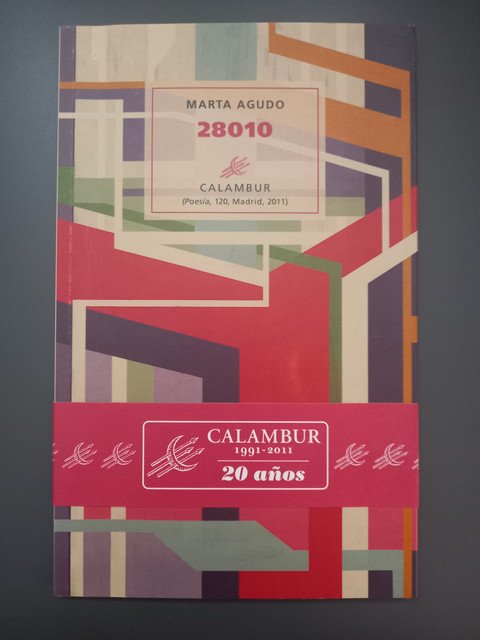 MARTA AGUDO
28010
CALAMBUR
(Poesía, 120, Madrid, 2011)
CALAMBUR
1991-2011
20 años